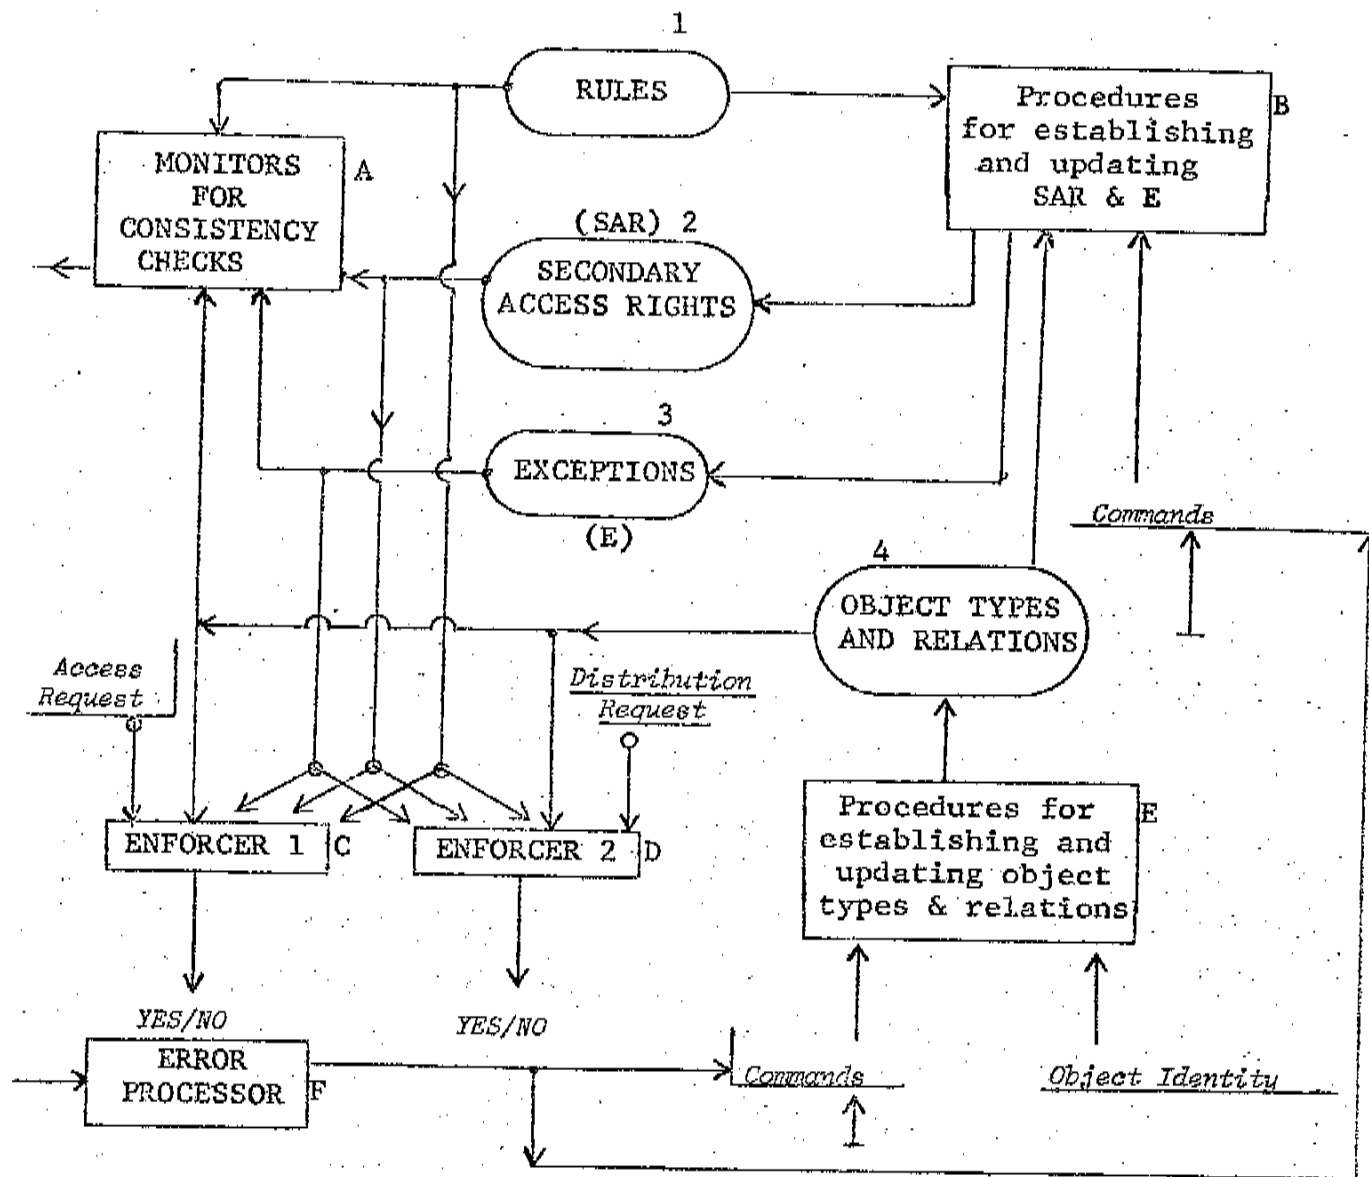 1
RULES
Procedures
for establishing
and updating
SAR & E
B
MONITORS
FOR
CONSISTENCY
CHECKS
A
(SAR) 2
SECONDARY
ACCESS RIGHTS
3
EXCEPTIONS
(E)
Commands
4
OBJECT TYPES
AND RELATIONS
Access
Request
Distribution
Request
ENFORCER 1
C
ENFORCER 2
D
Procedures for
establishing and
updating object
types & relations
E
YES/NO
YES/NO
ERROR
PROCESSOR
F
Commands
Object Identity